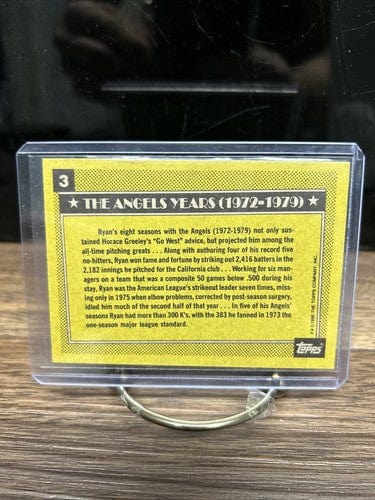 3
★ THE ANGELS YEARS (1972-1979) ★
Ryan's eight seasons with the Angels (1972-1979) not only sus-
tained Horace Greeley's "Go West" advice, but projected him among the
all-time pitching greats . . . Along with authoring four of his record five
no-hitters, Ryan won fame and fortune by striking out 2,416 batters in the
2,182 innings he pitched for the California club . . . Working for six man-
agers on a team that was a composite 50 games below .500 during his
stay, Ryan was the American League's strikeout leader seven times, miss-
ing only in 1975 when elbow problems, corrected by post-season surgery,
idled him much of the second half of that year . . . In five of his Angels'
seasons Ryan had more than 300 K's, with the 383 he fanned in 1973 the
one-season major league standard.
© 1990 THE TOPPS COMPANY, INC.
Topps